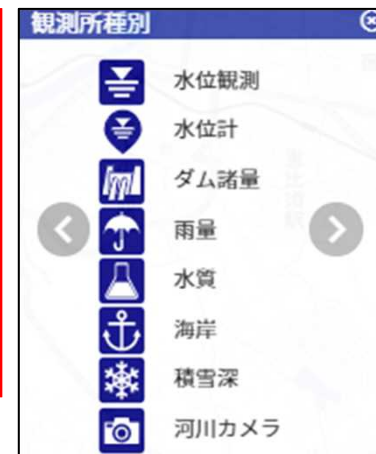 観測所種別
水位観測
水位計
ダム諸量
雨量
水質
海岸
積雪深
河川カメラ